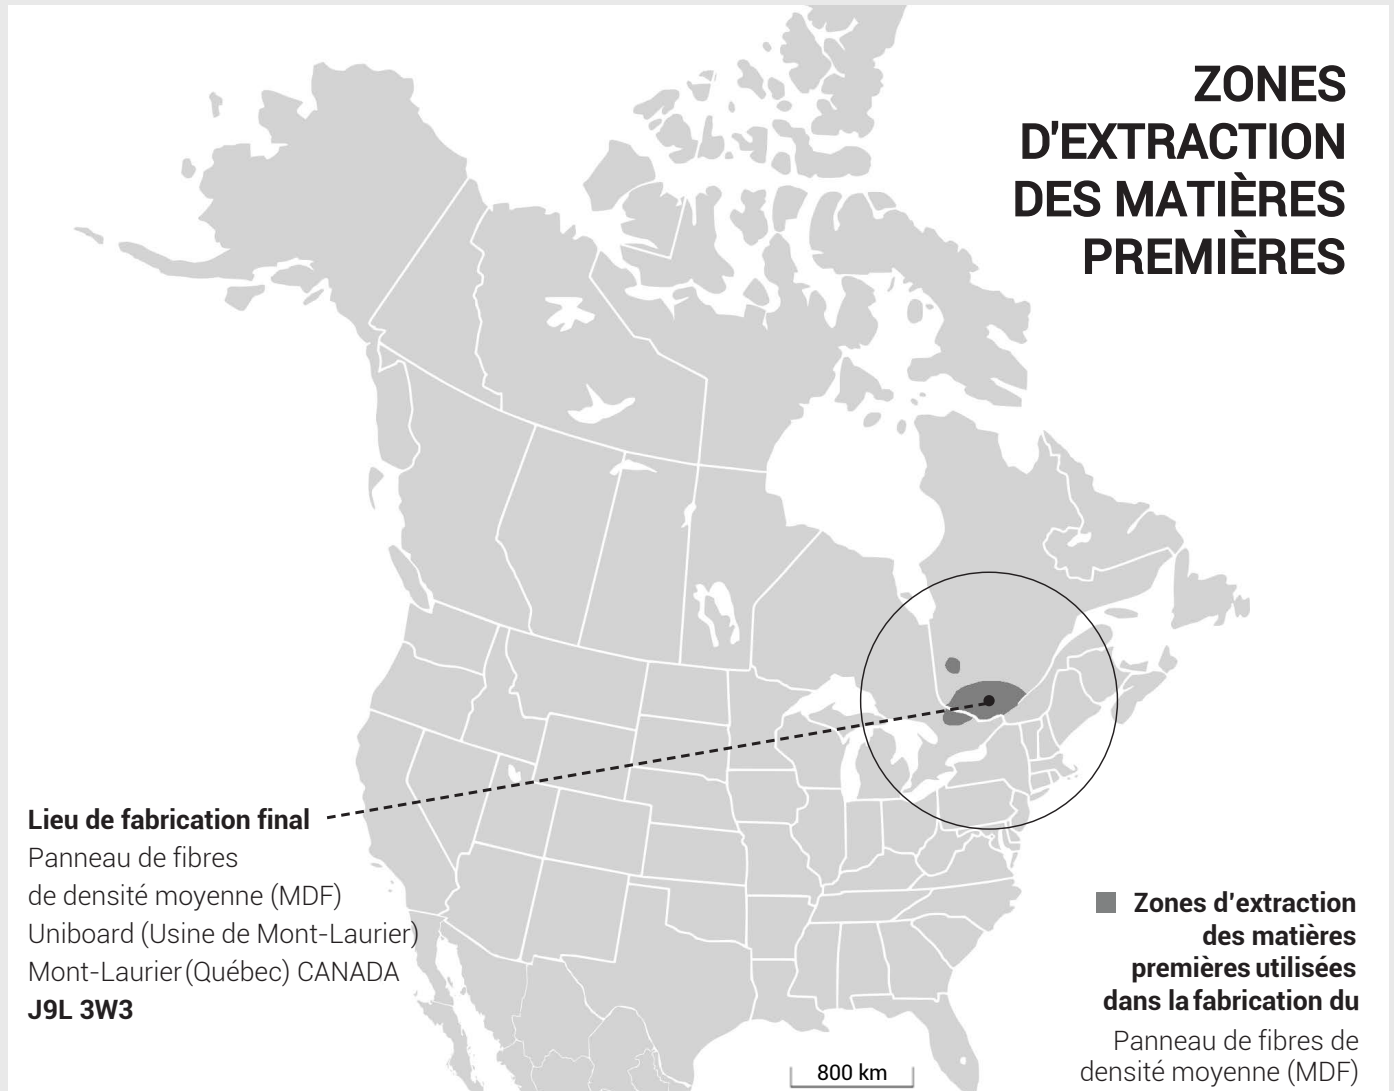 ZONES
D'EXTRACTION
DES MATIÈRES
PREMIÈRES
Lieu de fabrication final
Panneau de fibres
de densité moyenne (MDF)
Uniboard (Usine de Mont-Laurier)
Mont-Laurier (Québec) CANADA
J9L 3W3
Zones d'extraction
des matières
premières utilisées
dans la fabrication du
Panneau de fibres de
densité moyenne (MDF)
800 km